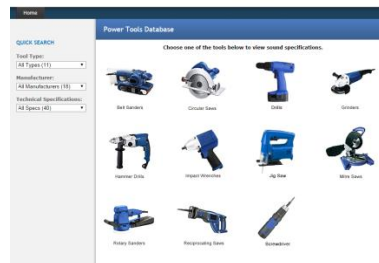 Home
Power Tools Database
QUICK SEARCH
Tool Type:
All Types (11)
Manufacturer:
All Manufacturers (18)
Technical Specifications:
All Specs (40)
Choose one of the tools below to view sound specifications.
Belt Sanders
Circular Saws
Drills
Grinders
Hammer Drills
Impact Wrenches
Jig Saw
Mitre Saws
Rotary Sanders
Reciprocating Saws
Screwdriver